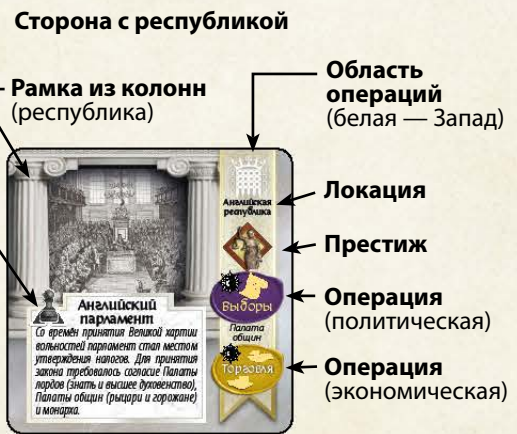 Сторона с республикой
Рамка из колонн
(республика)
Область
операций
(белая — Запад)
Локация
Престиж
Операция
(политическая)
Операция
(экономическая)
Английская
республика
Выборы
Палата
общин
Торговля
Английский
парламент
Со времён принятия Великой хартии
вольностей парламент стал местом
утверждения налогов. Для принятия
закона требовалось согласие Палаты
лордов (знать и высшее духовенство),
Палаты общин (рыцари и горожане)
и монарха.